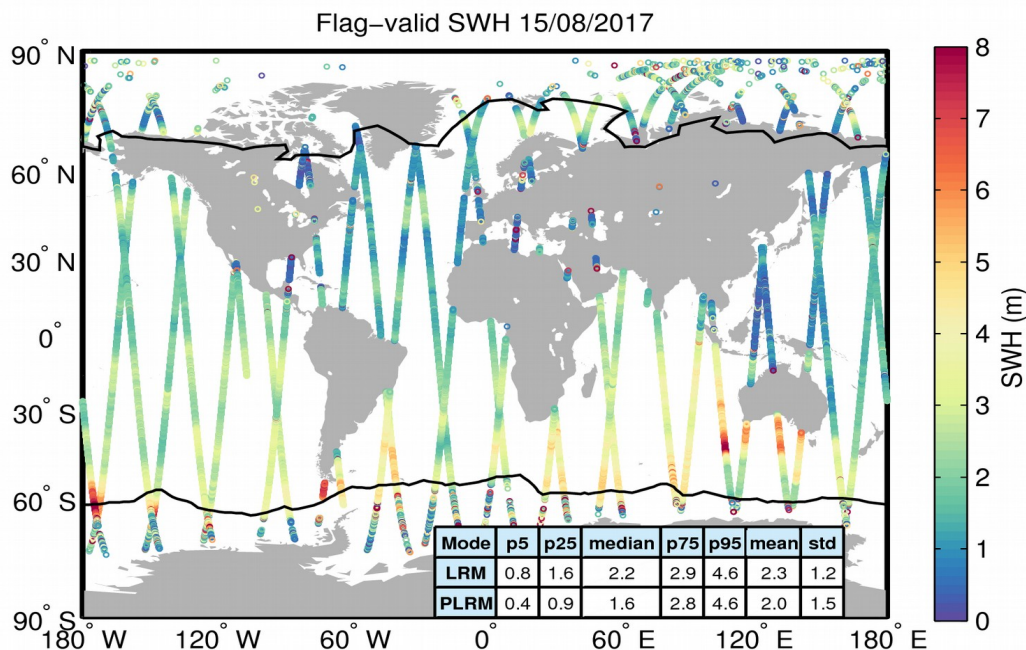 Flag−valid SWH 15/08/2017
90° N
60° N
30° N
0°
30° S
60° S
90° S
180° W
120° W
60° W
0°
60° E
120° E
180° E
8
7
6
5
4
3
2
1
0
SWH (m)
Mode p5 p25 median p75 p95 mean std
LRM 0.8 1.6 2.2 2.9 4.6 2.3 1.2
PLRM 0.4 0.9 1.6 2.8 4.6 2.0 1.5